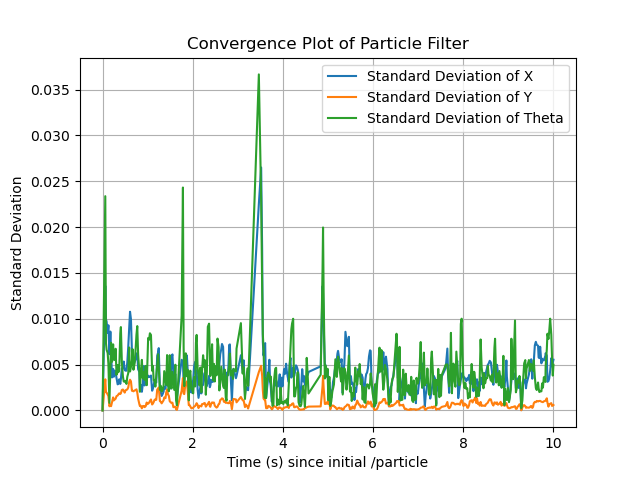 Convergence Plot of Particle Filter
Standard Deviation of X
Standard Deviation of Y
Standard Deviation of Theta
Standard Deviation
0.035
0.030
0.025
0.020
0.015
0.010
0.005
0.000
0 2 4 6 8 10
Time (s) since initial /particle